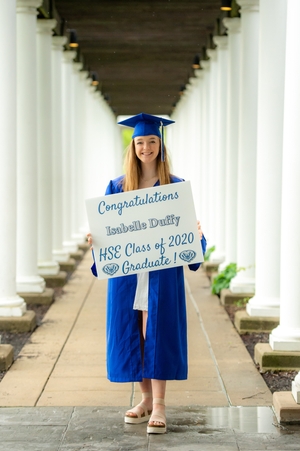 Congratulations
Isabelle Duffy
HSE Class of 2020
Graduate !